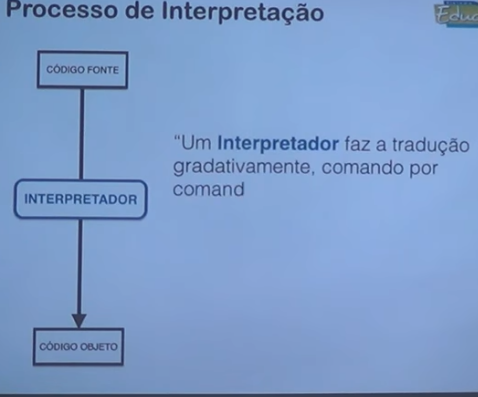 Processo de Interpretação
Educ
CÓDIGO FONTE
"Um Interpretador faz a tradução
gradativamente, comando por
comand
INTERPRETADOR
CÓDIGO OBJETO